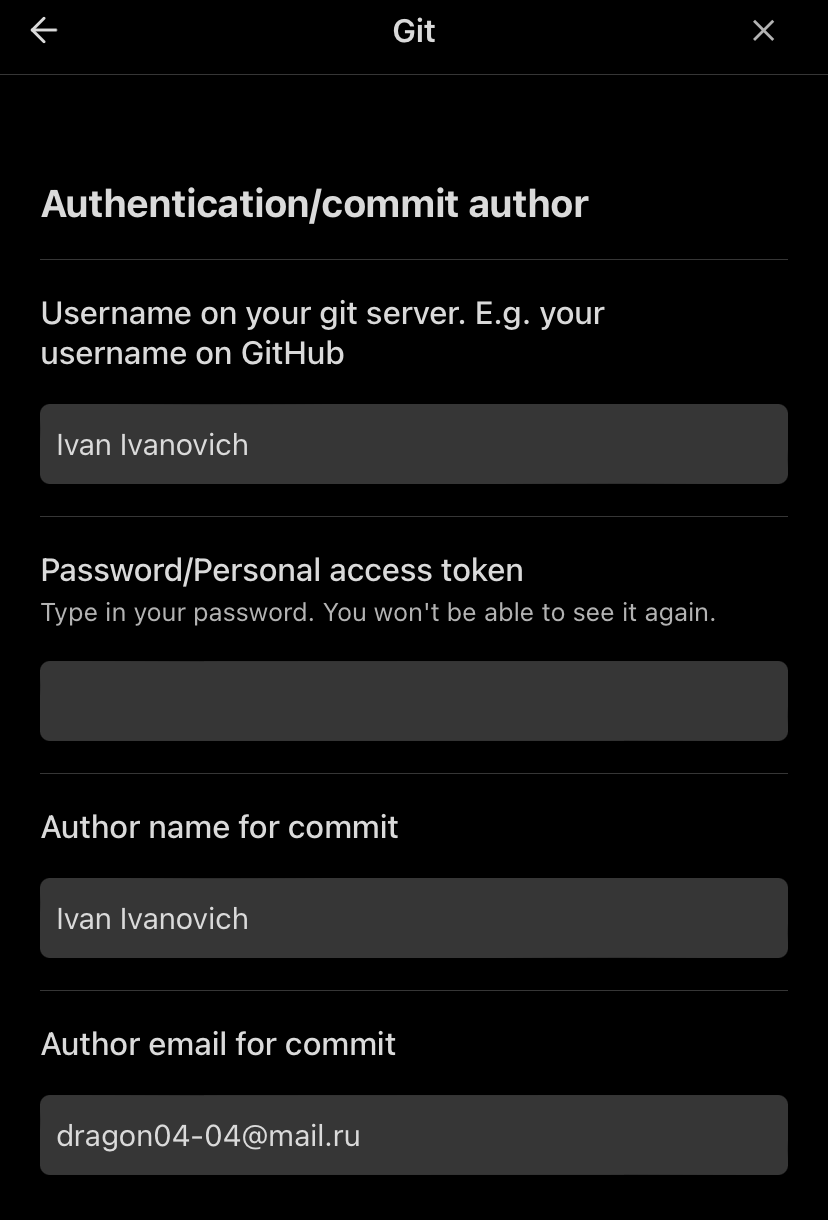 Git
Authentication/commit author
Username on your git server. E.g. your
username on GitHub
Ivan Ivanovich
Password/Personal access token
Type in your password. You won't be able to see it again.
Author name for commit
Ivan Ivanovich
Author email for commit
dragon04-04@mail.ru